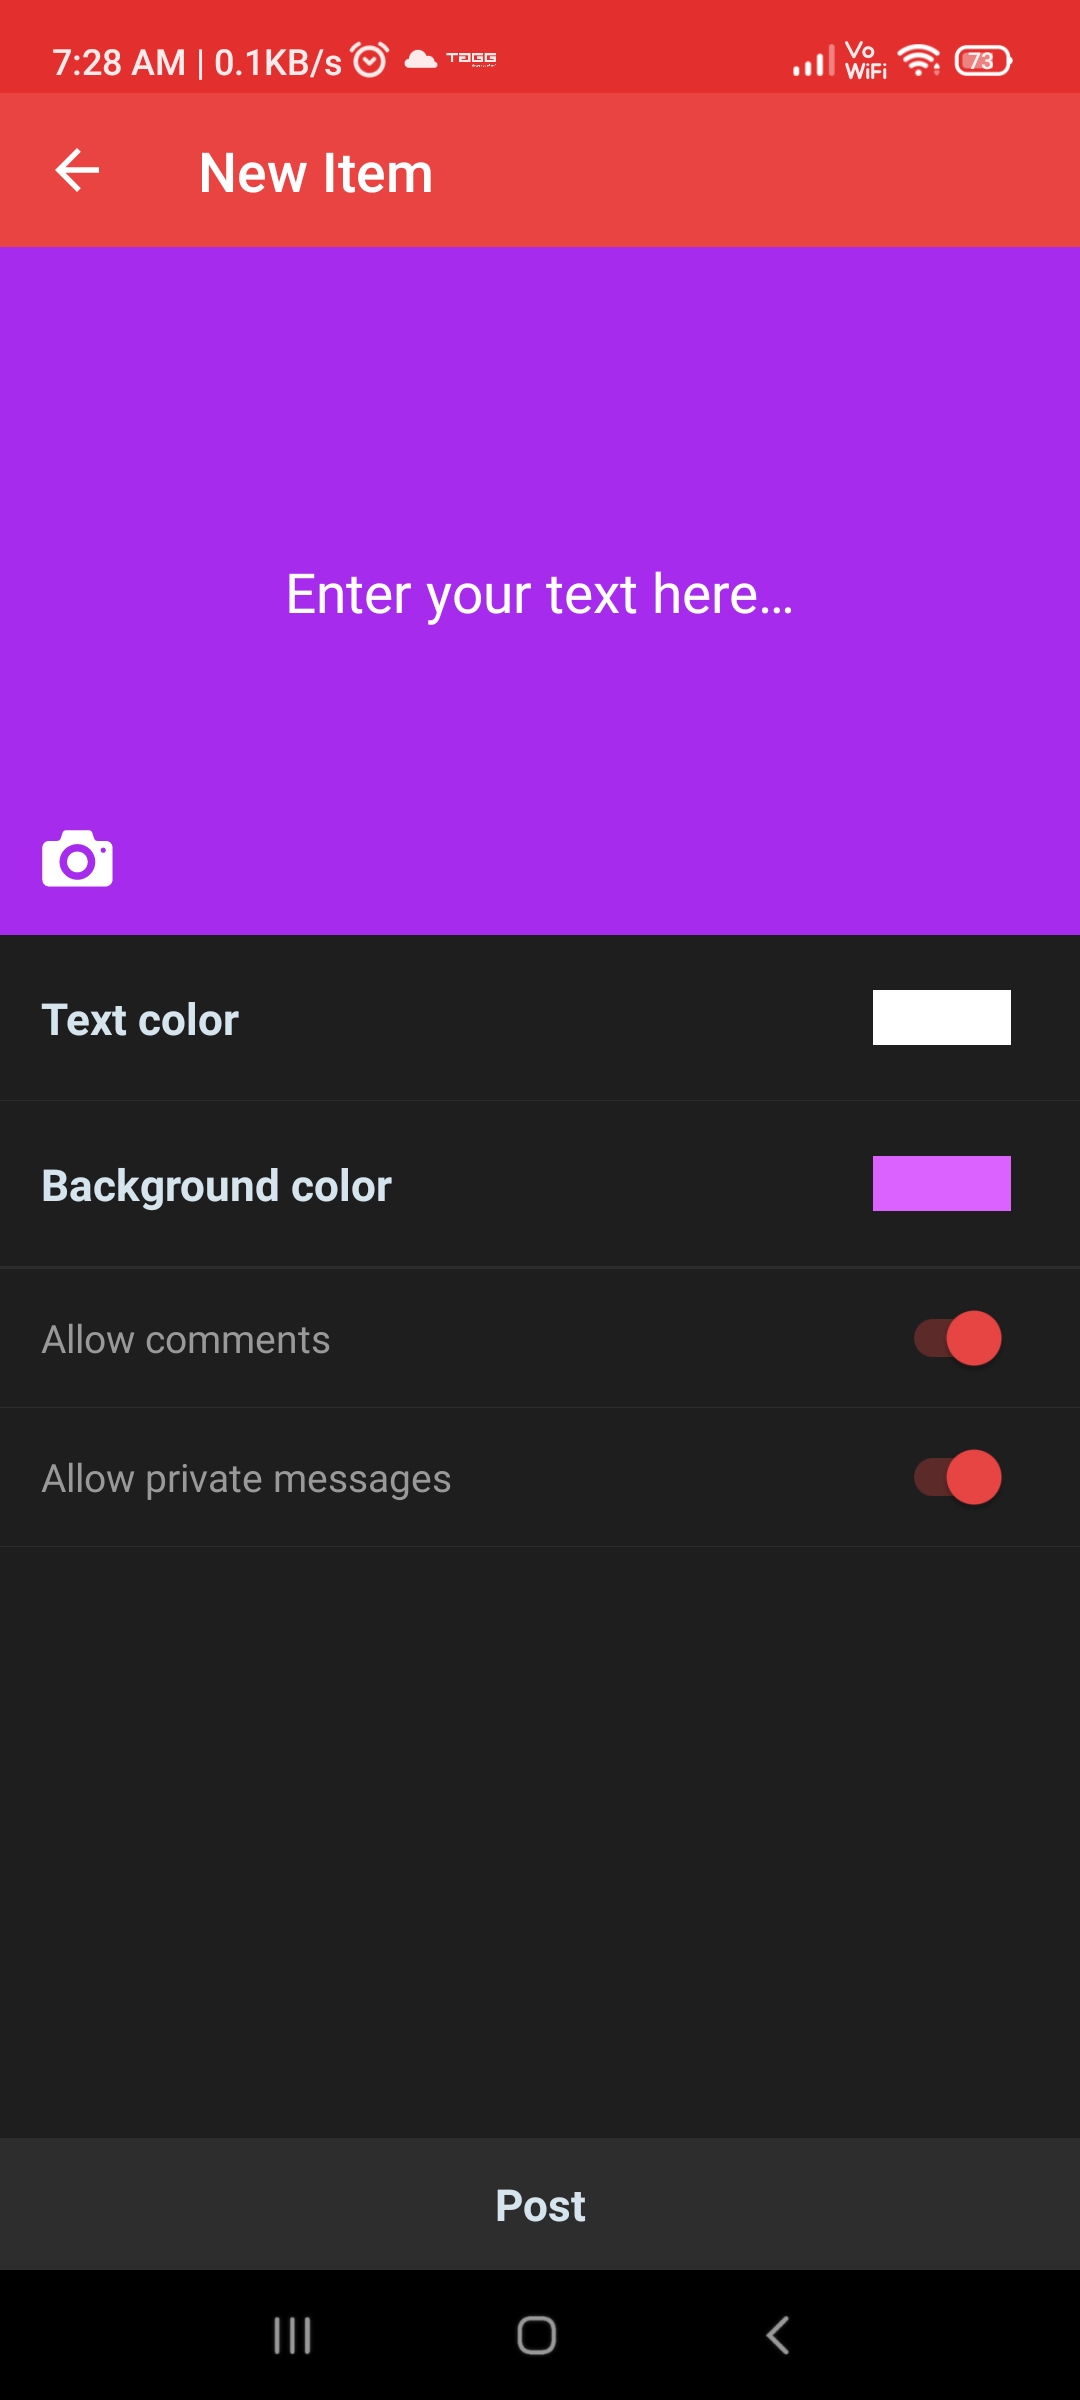 7:28 AM | 0.1KB/s TAGG Vo WiFi 73
New Item
Enter your text here...
Text color
Background color
Allow comments
Allow private messages
Post